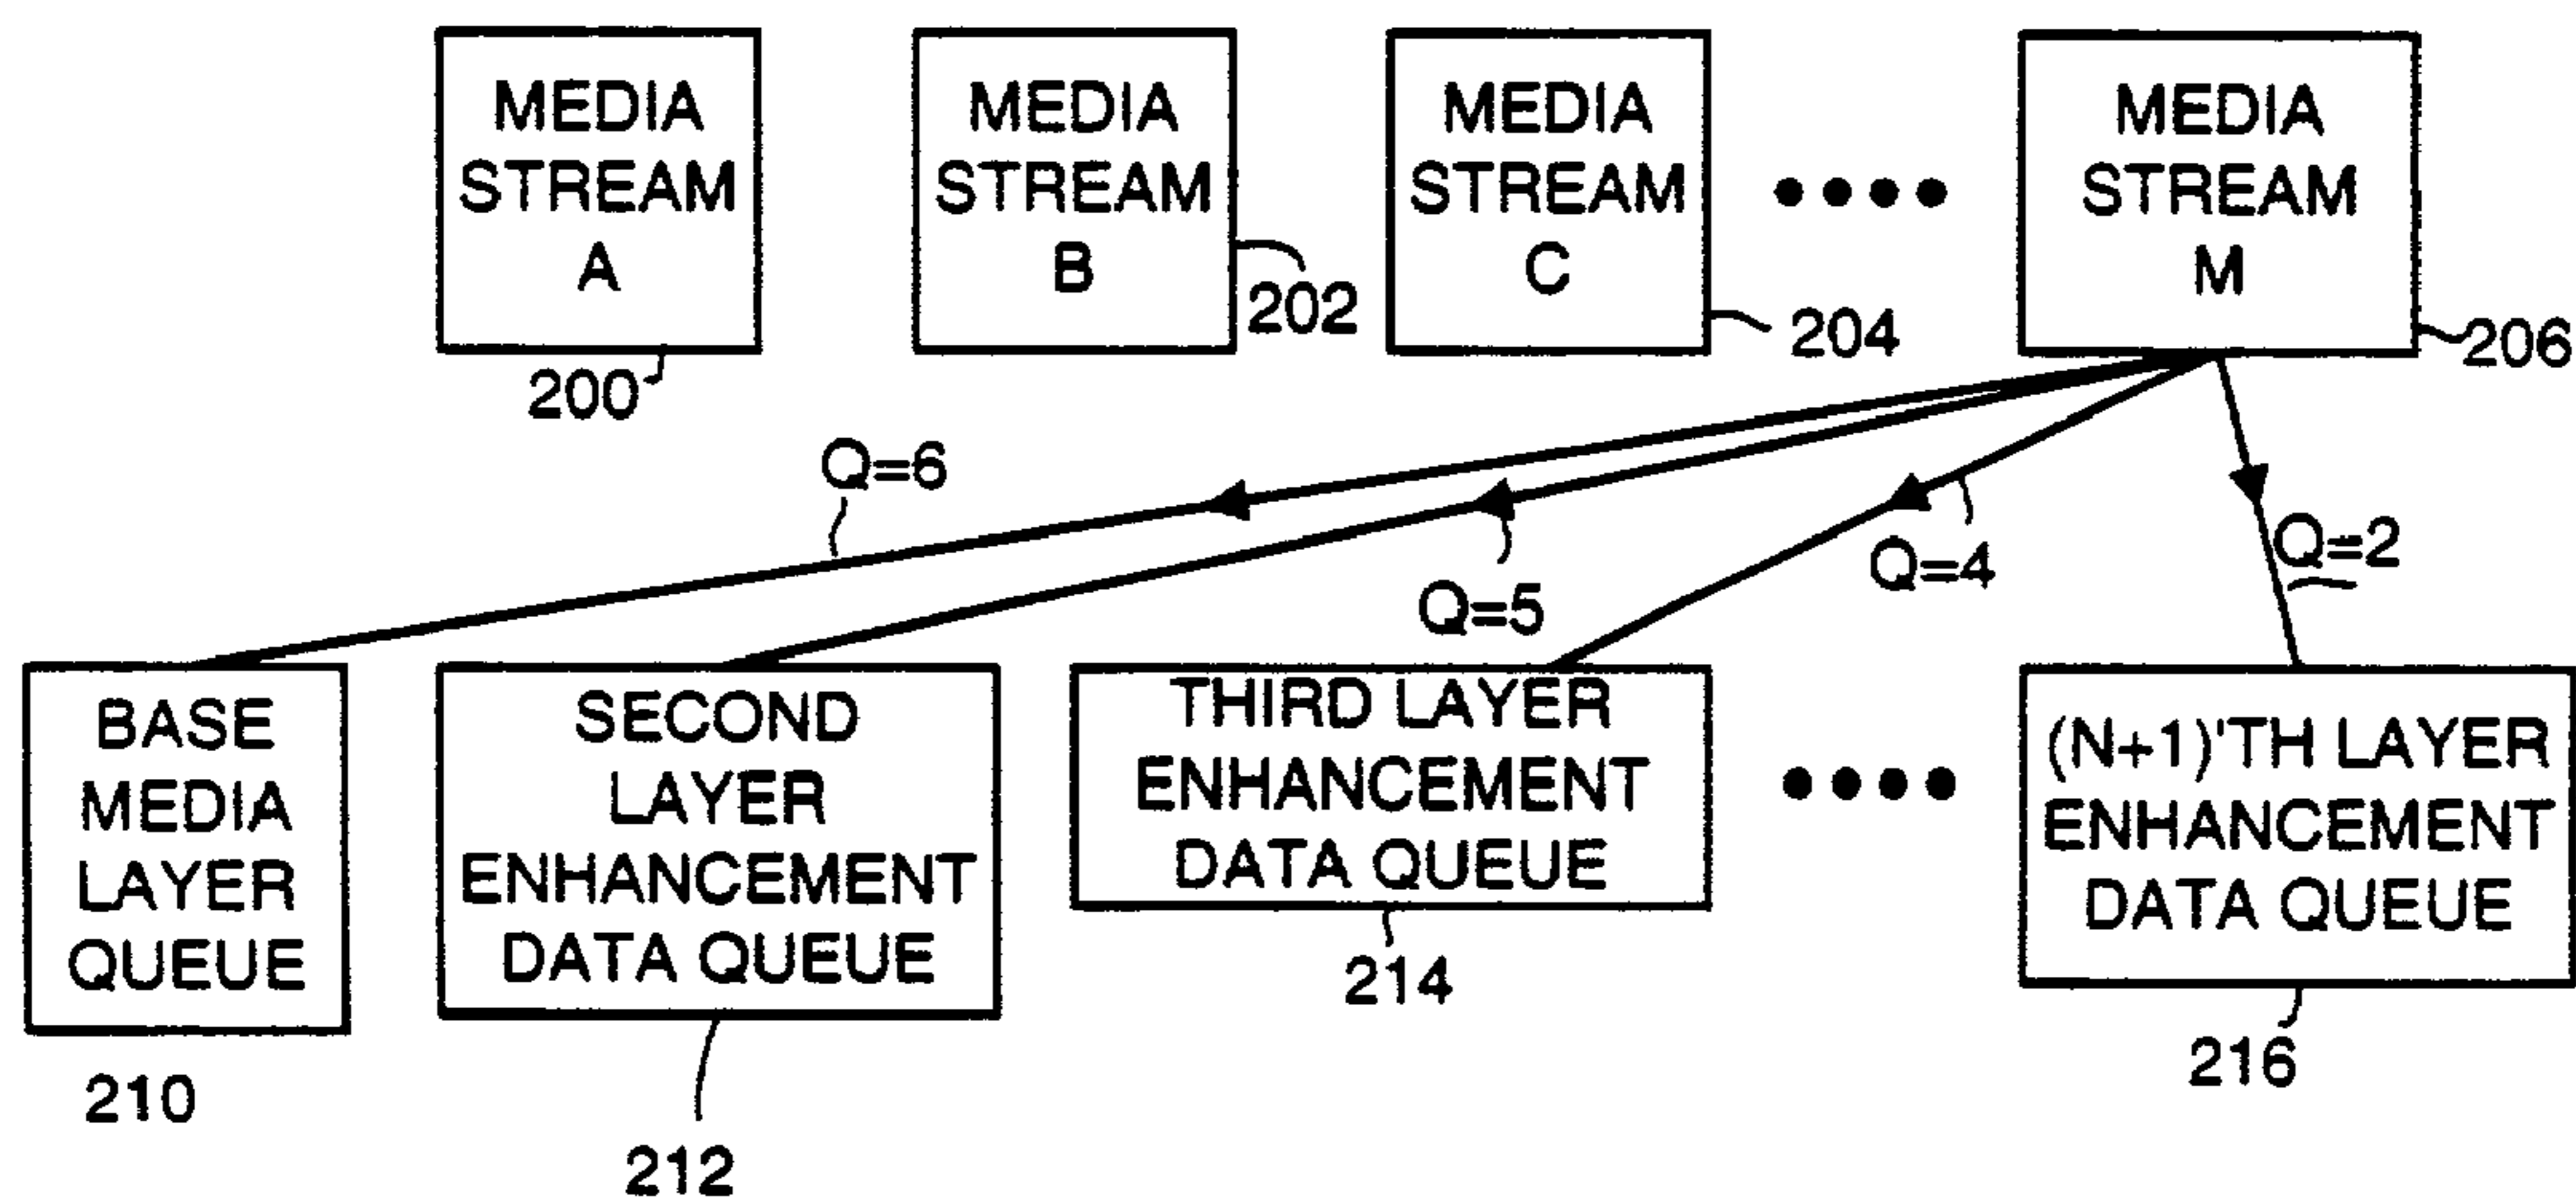 MEDIA
STREAM
A
200
MEDIA
STREAM
B
202
MEDIA
STREAM
C
204
MEDIA
STREAM
M
206
Q=6
Q=5
Q=4
Q=2
BASE
MEDIA
LAYER
QUEUE
210
SECOND
LAYER
ENHANCEMENT
DATA QUEUE
212
THIRD LAYER
ENHANCEMENT
DATA QUEUE
214
(N+1)'TH LAYER
ENHANCEMENT
DATA QUEUE
216